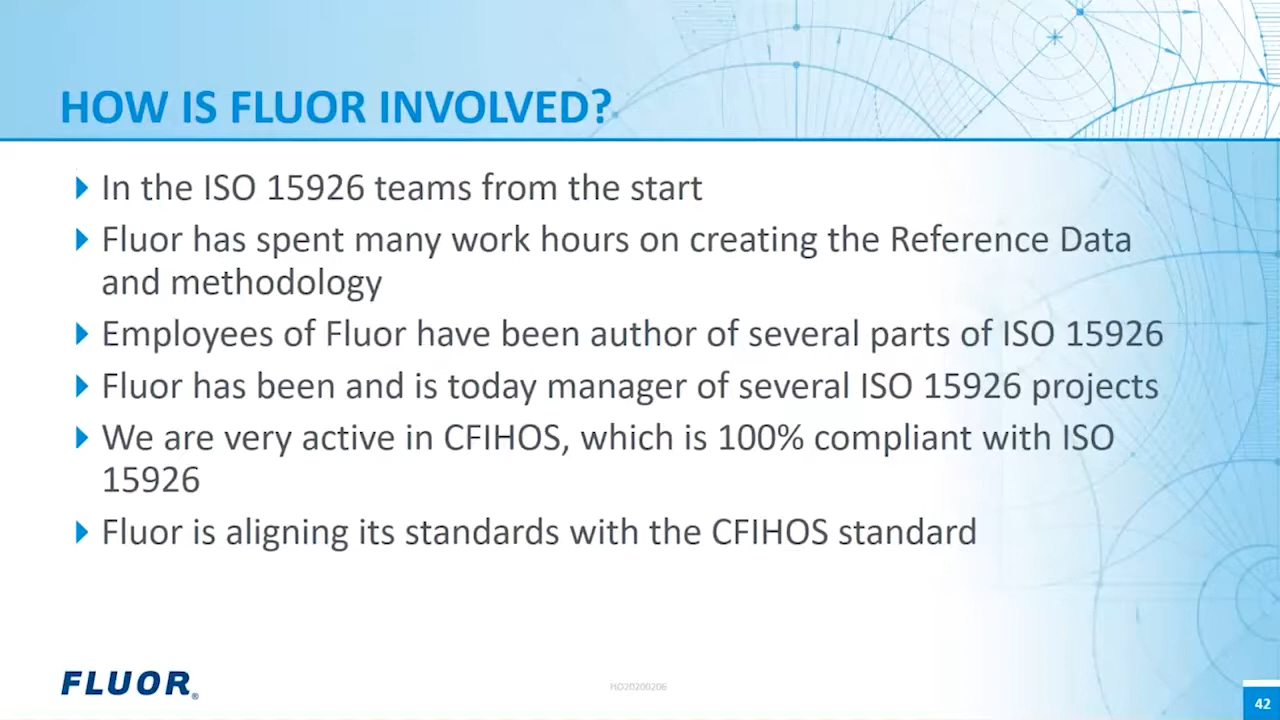 HOW IS FLUOR INVOLVED?
In the ISO 15926 teams from the start
Fluor has spent many work hours on creating the Reference Data
and methodology
Employees of Fluor have been author of several parts of ISO 15926
Fluor has been and is today manager of several ISO 15926 projects
We are very active in CFIHOS, which is 100% compliant with ISO
15926
Fluor is aligning its standards with the CFIHOS standard
FLUOR®
HO20200206
42